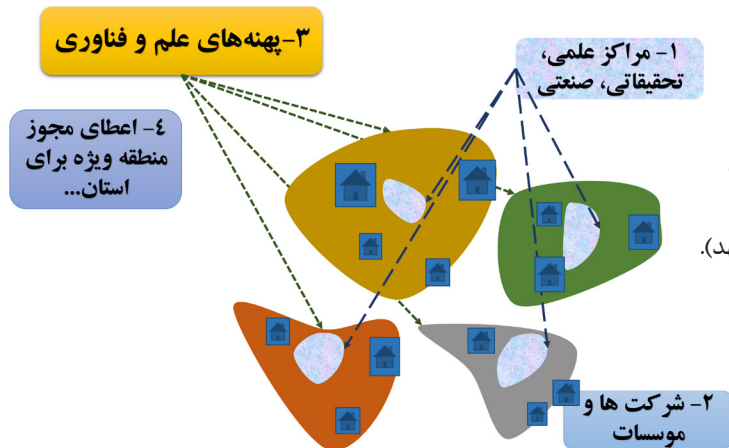 ۳-پهنه‌های علم و فناوری
۱- مراکز علمی،
تحقیقاتی، صنعتی
٤- اعطای مجوز
منطقه ویژه برای
استان...
هد).
۲- شرکت ها و
موسسات